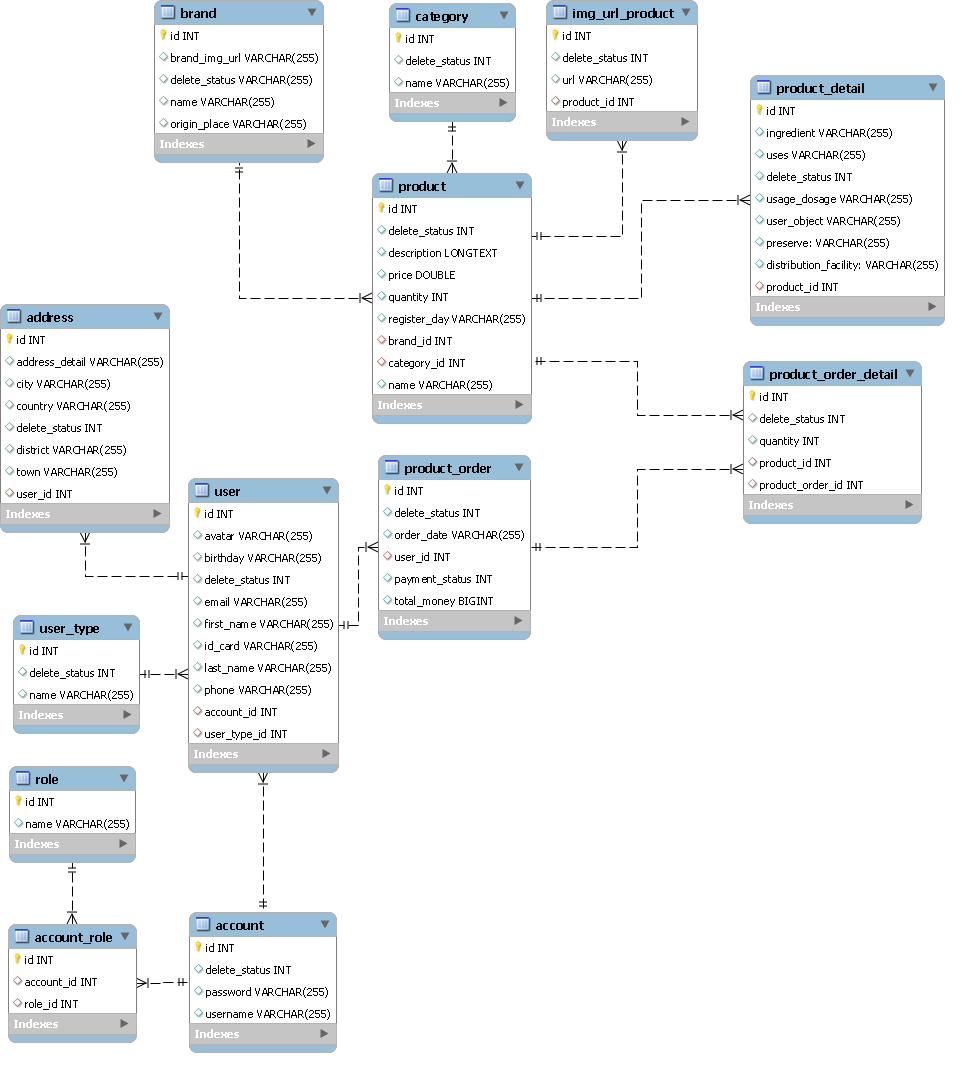 brand
id INT
brand_img_url VARCHAR(255)
delete_status VARCHAR(255)
name VARCHAR(255)
origin_place VARCHAR(255)
Indexes
category
id INT
delete_status INT
name VARCHAR(255)
Indexes
img_url_product
id INT
delete_status INT
url VARCHAR(255)
product_id INT
Indexes
product_detail
id INT
ingredient VARCHAR(255)
uses VARCHAR(255)
delete_status INT
usage_dosage VARCHAR(255)
user_object VARCHAR(255)
preserve: VARCHAR(255)
distribution_facility: VARCHAR(255)
product_id INT
Indexes
product
id INT
delete_status INT
description LONGTEXT
price DOUBLE
quantity INT
register_day VARCHAR(255)
brand_id INT
category_id INT
name VARCHAR(255)
Indexes
address
id INT
address_detail VARCHAR(255)
city VARCHAR(255)
country VARCHAR(255)
delete_status INT
district VARCHAR(255)
town VARCHAR(255)
user_id INT
Indexes
product_order_detail
id INT
delete_status INT
quantity INT
product_id INT
product_order_id INT
Indexes
product_order
id INT
delete_status INT
order_date VARCHAR(255)
user_id INT
payment_status INT
total_money BIGINT
Indexes
user
id INT
avatar VARCHAR(255)
birthday VARCHAR(255)
delete_status INT
email VARCHAR(255)
first_name VARCHAR(255)
id_card VARCHAR(255)
last_name VARCHAR(255)
phone VARCHAR(255)
account_id INT
user_type_id INT
Indexes
user_type
id INT
delete_status INT
name VARCHAR(255)
Indexes
role
id INT
name VARCHAR(255)
Indexes
account_role
id INT
account_id INT
role_id INT
Indexes
account
id INT
delete_status INT
password VARCHAR(255)
username VARCHAR(255)
Indexes